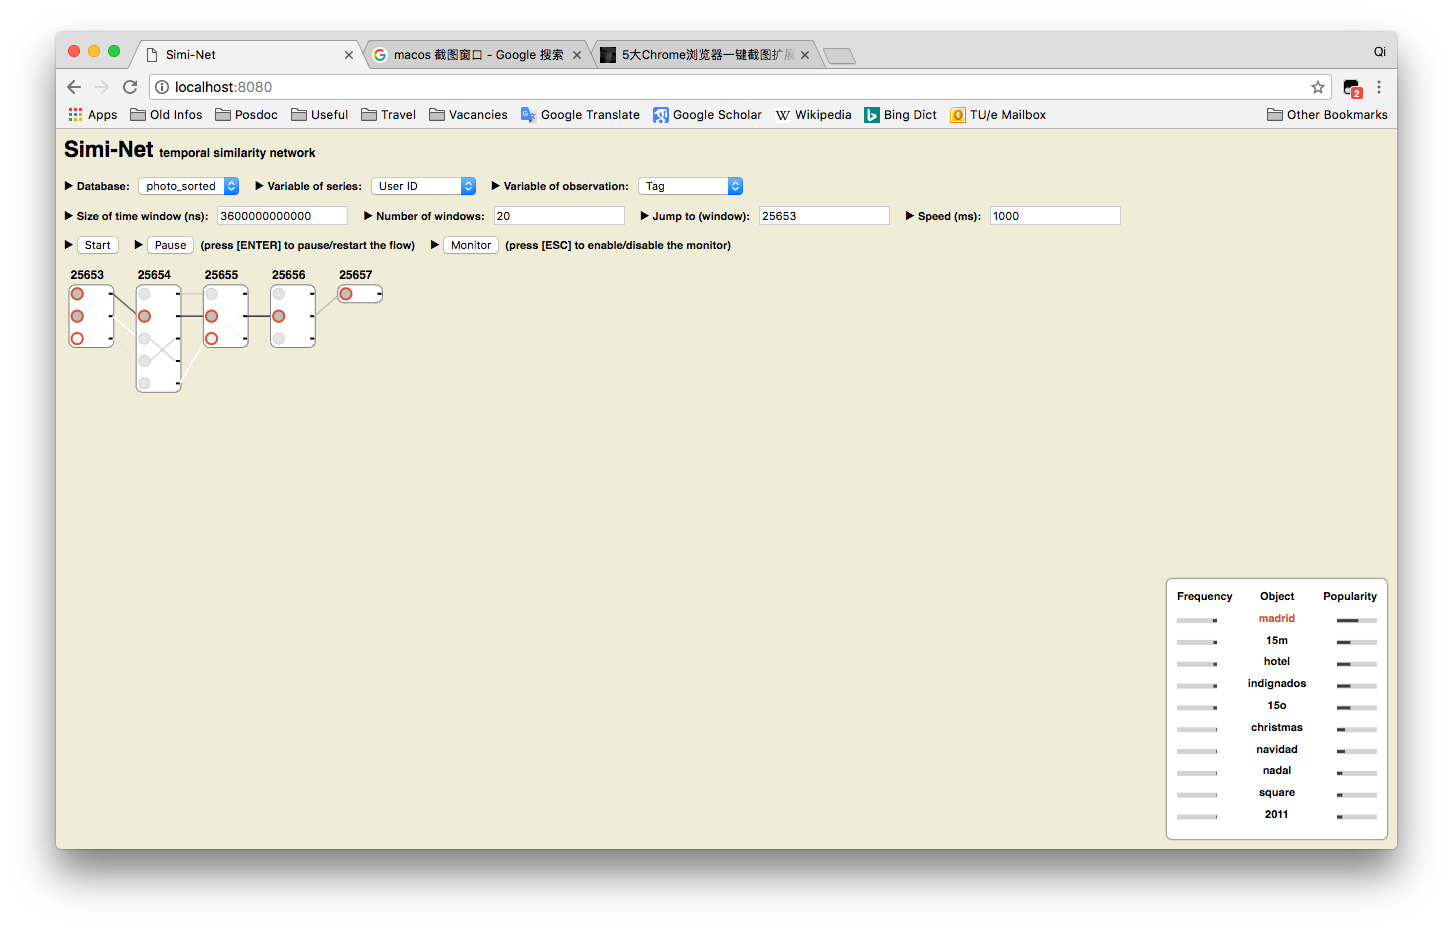 Simi-Net
macos 截图窗口 - Google 搜索
5大Chrome浏览器一键截图扩展
Qi
localhost:8080
2
Apps Old Infos Posdoc Useful Travel Vacancies Google Translate Google Scholar Wikipedia Bing Dict TU/e Mailbox Other Bookmarks
Simi-Net temporal similarity network
Database: photo_sorted Variable of series: User ID Variable of observation: Tag
Size of time window (ns): 3600000000000 Number of windows: 20 Jump to (window): 25653 Speed (ms): 1000
Start Pause (press [ENTER] to pause/restart the flow) Monitor (press [ESC] to enable/disable the monitor)
25653 25654 25655 25656 25657
Frequency Object Popularity
madrid
15m
hotel
indignados
15o
christmas
navidad
nadal
square
2011